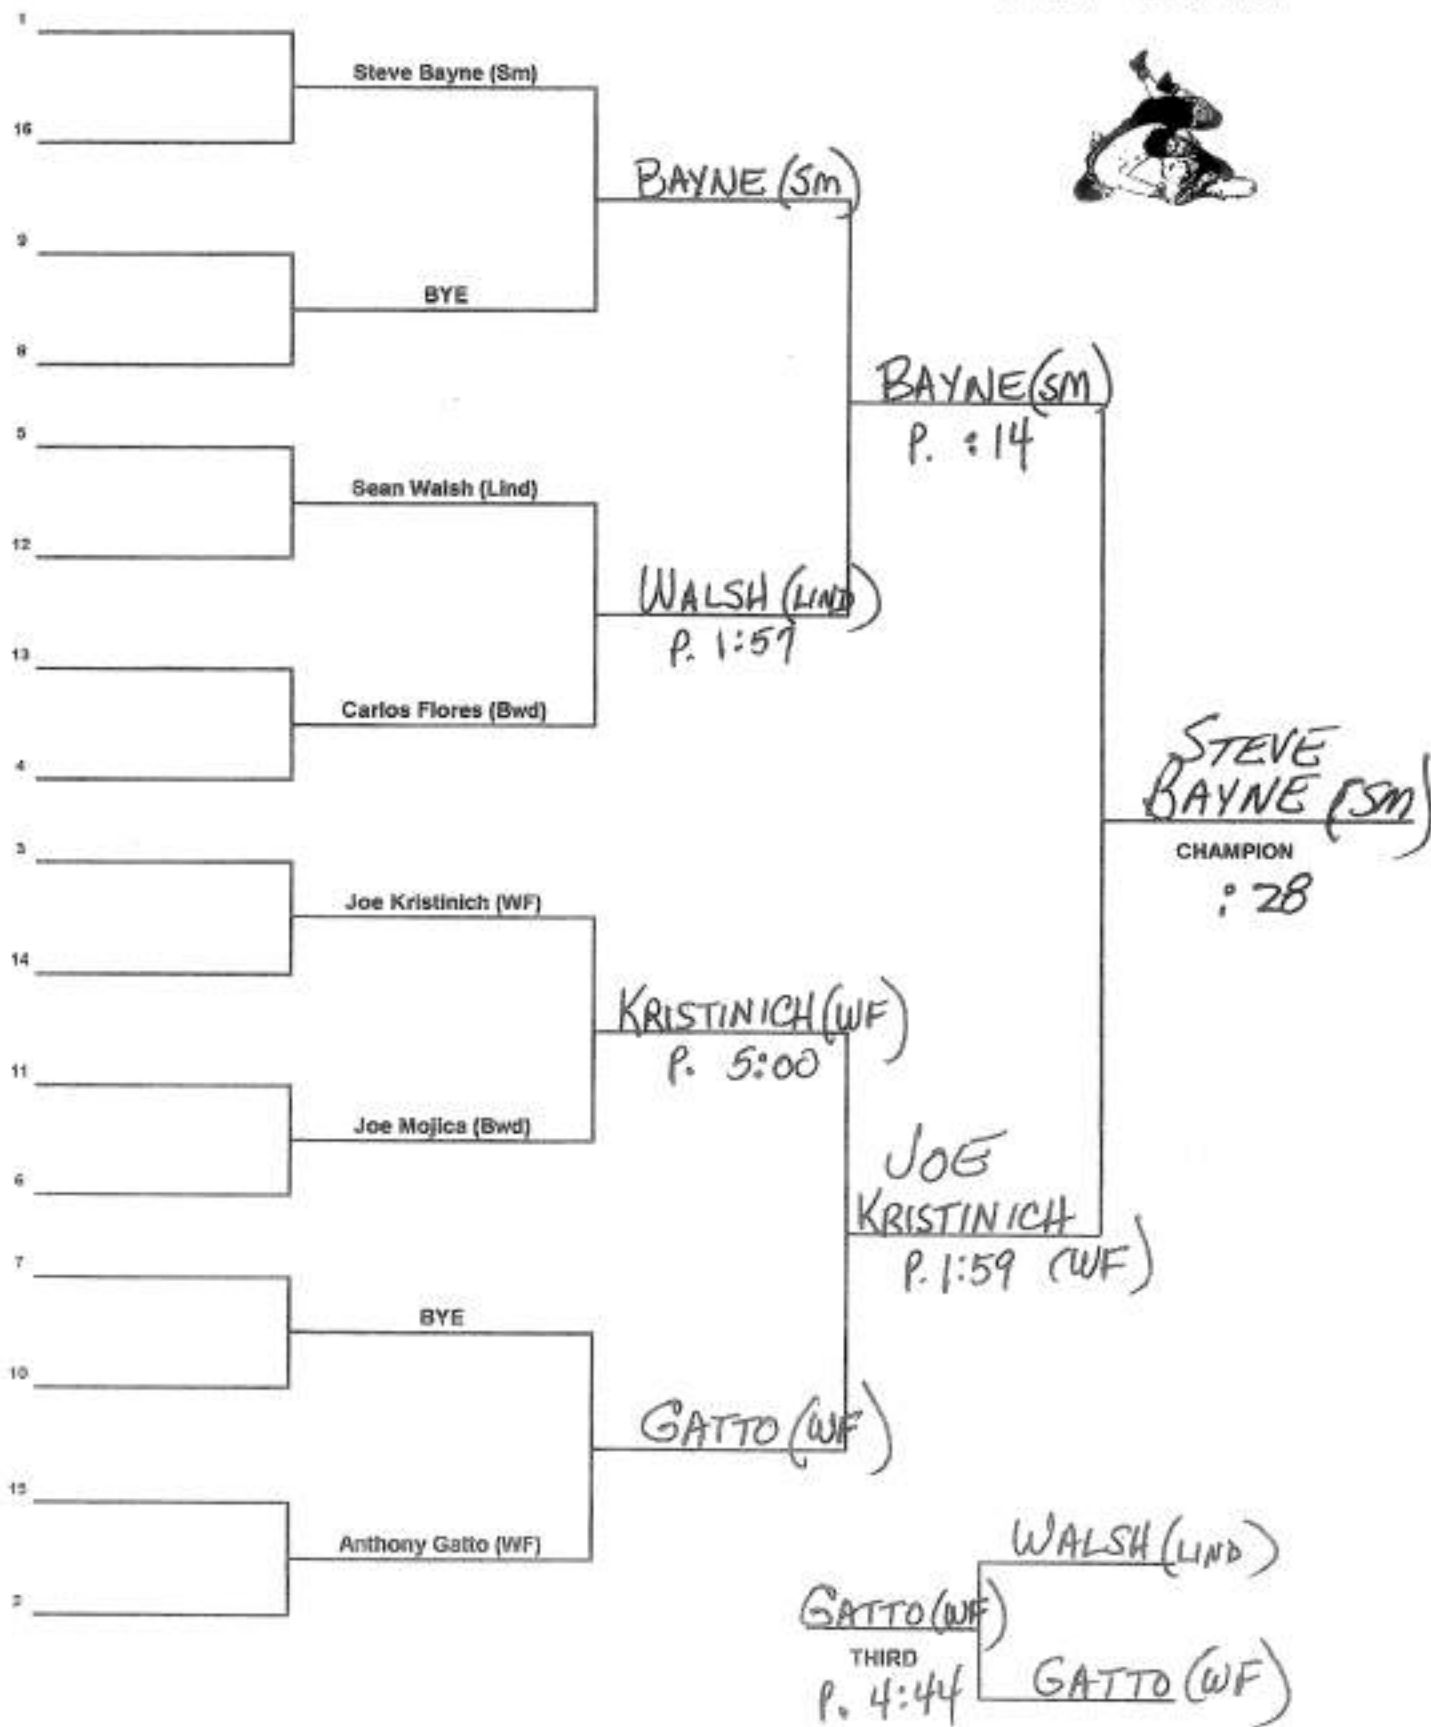 1
Steve Bayne (Sm)
16
BAYNE (SM)
9
BYE
8
BAYNE (SM)
P. :14
5
Sean Walsh (Lind)
12
WALSH (LIND)
P. 1:57
13
Carlos Flores (Bwd)
4
STEVE
BAYNE (SM)
CHAMPION
:28
3
Joe Kristinich (WF)
14
KRISTINICH (WF)
P. 5:00
11
Joe Mojica (Bwd)
6
JOE
KRISTINICH
P. 1:59 (WF)
7
BYE
10
GATTO (WF)
15
Anthony Gatto (WF)
2
WALSH (LIND)
GATTO (WF)
THIRD
P. 4:44
GATTO (WF)